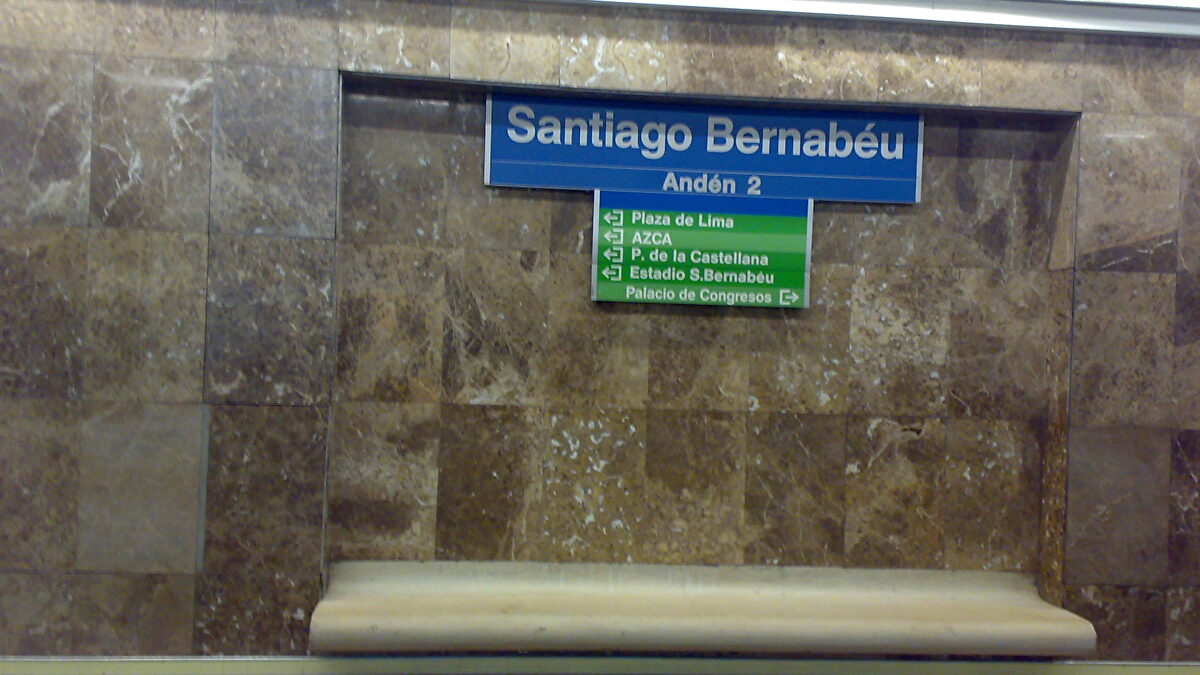 Santiago Bernabéu
Andén 2
Plaza de Lima
AZCA
P. de la Castellana
Estadio S.Bernabéu
Palacio de Congresos